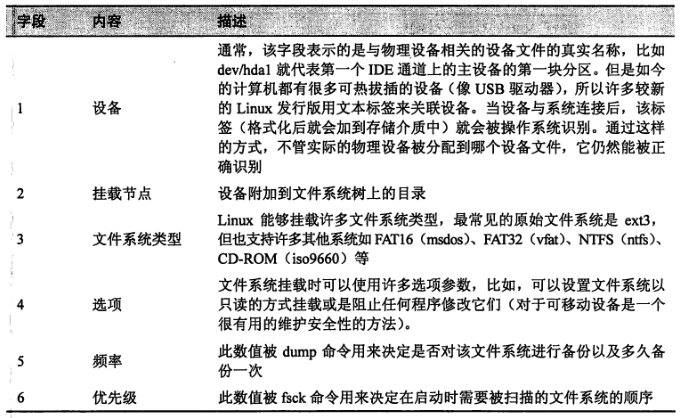 字段 内容 描述
通常，该字段表示的是与物理设备相关的设备文件的真实名称，比如
dev/hda1 就代表第一个 IDE 通道上的主设备的第一块分区。但是如今
的计算机都有很多可热拔插的设备（像 USB 驱动器），所以许多较新
1 设备 的 Linux 发行版用文本标签来关联设备。当设备与系统连接后，该标
签（格式化后就会加到存储介质中）就会被操作系统识别。通过这样
的方式，不管实际的物理设备被分配到哪个设备文件，它仍然能被正
确识别
2 挂载节点 设备附加到文件系统树上的目录
Linux 能够挂载许多文件系统类型，最常见的原始文件系统是 ext3，
3 文件系统类型 但也支持许多其他系统如 FAT16（msdos）、FAT32（vfat）、NTFS（ntfs）、
CD-ROM（iso9660）等
文件系统挂载时可以使用许多选项参数，比如，可以设置文件系统以
4 选项 只读的方式挂载或是阻止任何程序修改它们（对于可移动设备是一个
很有用的维护安全性的方法）。
5 频率 此数值被 dump 命令用来决定是否对该文件系统进行备份以及多久备
份一次
6 优先级 此数值被 fsck 命令用来决定在启动时需要被扫描的文件系统的顺序